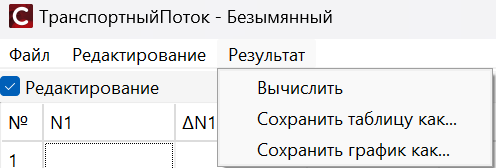 ТранспортныйПоток - Безымянный
Файл Редактирование Результат
Редактирование
Вычислить
Сохранить таблицу как...
Сохранить график как...
№ N1 ΔN1
1